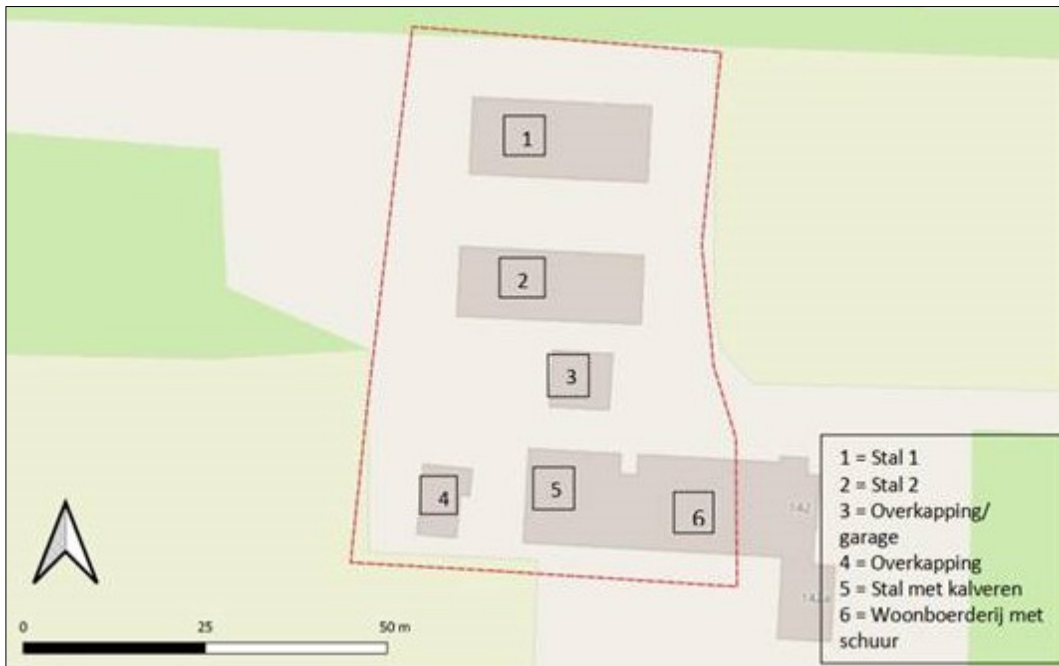 1
2
3
4
5
6
142
1 = Stal 1
2 = Stal 2
3 = Overkapping/
garage
4 = Overkapping
5 = Stal met kalveren
6 = Woonboerderij met
schuur
0
25
50 m